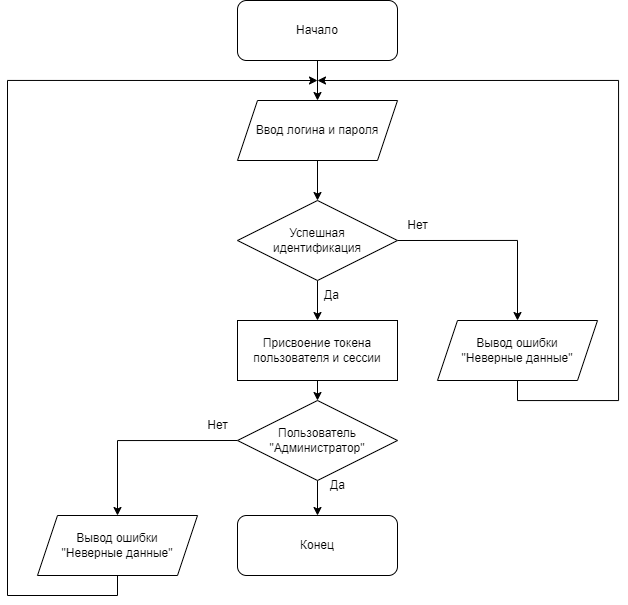 Начало
Ввод логина и пароля
Успешная
идентификация
Нет
Да
Присвоение токена
пользователя и сессии
Вывод ошибки
"Неверные данные"
Нет
Пользователь
"Администратор"
Да
Вывод ошибки
"Неверные данные"
Конец